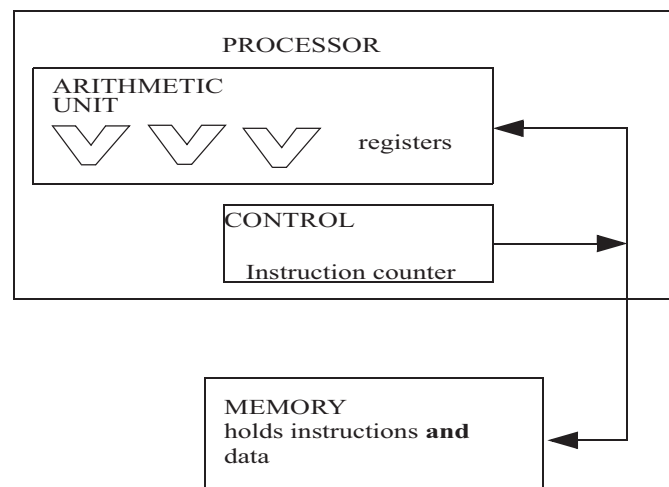 PROCESSOR
ARITHMETIC
UNIT
registers
CONTROL
Instruction counter
MEMORY
holds instructions and
data